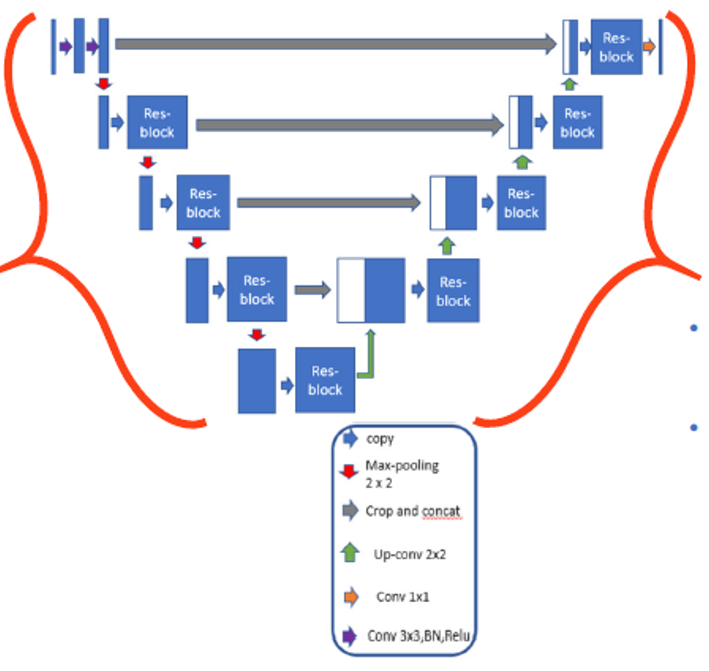 Res-
block
Res-
block
Res-
block
Res-
block
Res-
block
Res-
block
Res-
block
Res-
block
Res-
block
copy
Max-pooling
2 x 2
Crop and concat
Up-conv 2x2
Conv 1x1
Conv 3x3,BN,Relu